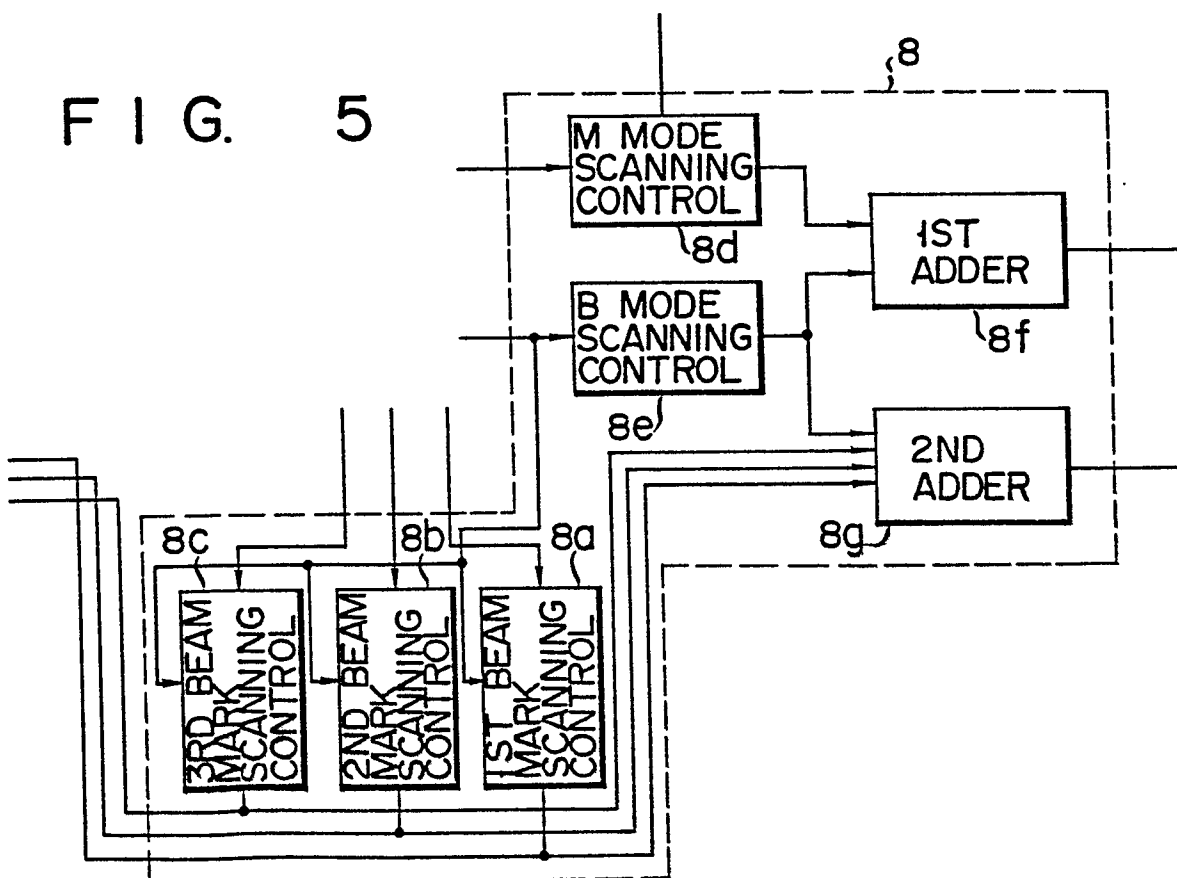 FIG. 5
8
M MODE
SCANNING
CONTROL
8d
1ST
ADDER
8f
B MODE
SCANNING
CONTROL
8e
2ND
ADDER
8g
8c
8b
8a
3RD BEAM
MARK
SCANNING
CONTROL
2ND BEAM
MARK
SCANNING
CONTROL
1ST BEAM
MARK
SCANNING
CONTROL